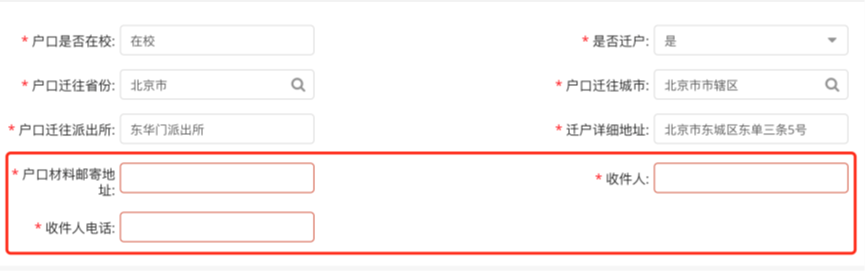 * 户口是否在校: 在校 * 是否迁户: 是
* 户口迁往省份: 北京市 * 户口迁往城市: 北京市市辖区
* 户口迁往派出所: 东华门派出所 * 迁户详细地址: 北京市东城区东单三条5号
* 户口材料邮寄地
址: * 收件人:
* 收件人电话: